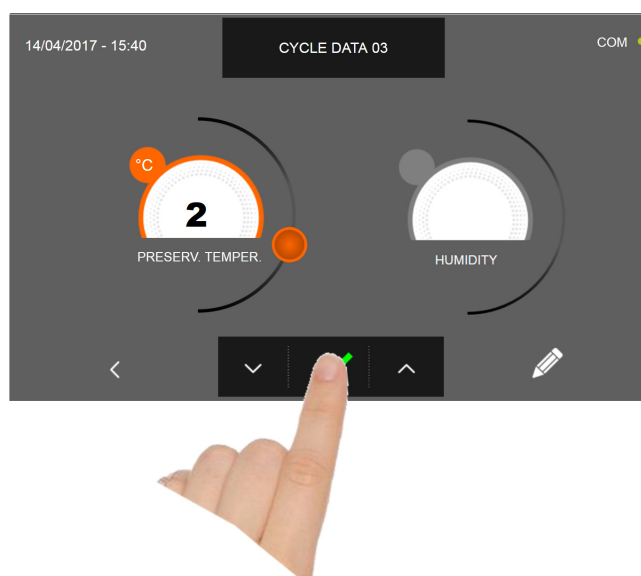 14/04/2017 - 15:40
CYCLE DATA 03
COM
°C
2
PRESERV. TEMPER.
HUMIDITY